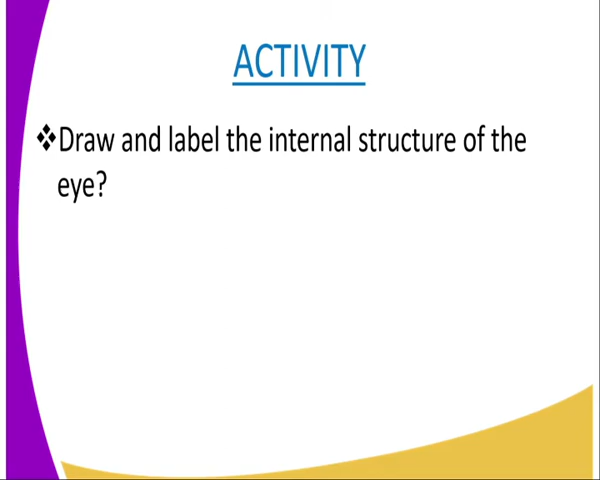 ACTIVITY
❖Draw and label the internal structure of the
eye?